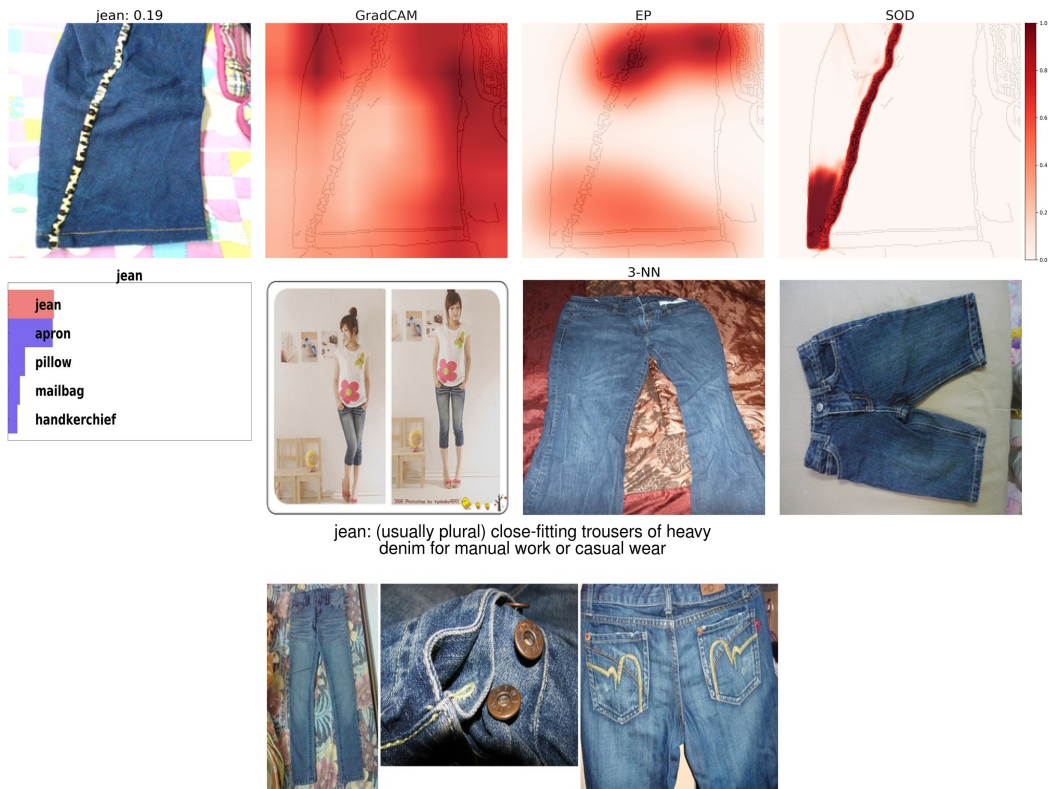 jean: 0.19
GradCAM
EP
SOD
1.0
0.8
0.6
0.4
0.2
0.0
jean
jean
apron
pillow
mailbag
handkerchief
3-NN
jean: (usually plural) close-fitting trousers of heavy
denim for manual work or casual wear